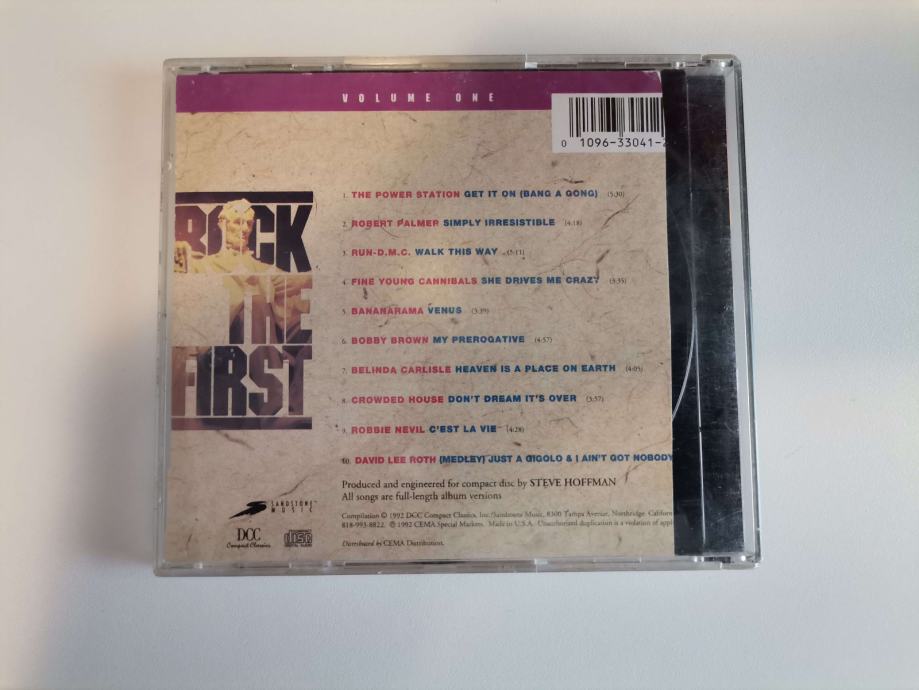 VOLUME ONE
0 1096-33041-2
ROCK
THE
FIRST
1. THE POWER STATION GET IT ON (BANG A GONG) (5:30)
2. ROBERT PALMER SIMPLY IRRESISTIBLE (4:18)
3. RUN-D.M.C. WALK THIS WAY (5:11)
4. FINE YOUNG CANNIBALS SHE DRIVES ME CRAZY (3:35)
5. BANANARAMA VENUS (3:39)
6. BOBBY BROWN MY PREROGATIVE (4:57)
7. BELINDA CARLISLE HEAVEN IS A PLACE ON EARTH (4:05)
8. CROWDED HOUSE DON'T DREAM IT'S OVER (3:57)
9. ROBBIE NEVIL C'EST LA VIE (4:28)
10. DAVID LEE ROTH (MEDLEY) JUST A GIGOLO & I AIN'T GOT NOBODY
Produced and engineered for compact disc by STEVE HOFFMAN
All songs are full-length album versions
Compilation © 1992 DCC Compact Classics, Inc./Sandstone Music, 8300 Tampa Avenue, Northridge, Californ
818-993-8822. ℗ 1992 CEMA Special Markets. Made in U.S.A. Unauthorized duplication is a violation of appl
Distributed by CEMA Distribution.
SANDSTONE™
MUSIC
DCC
Compact Classics
COMPACT
disc
DIGITAL AUDIO